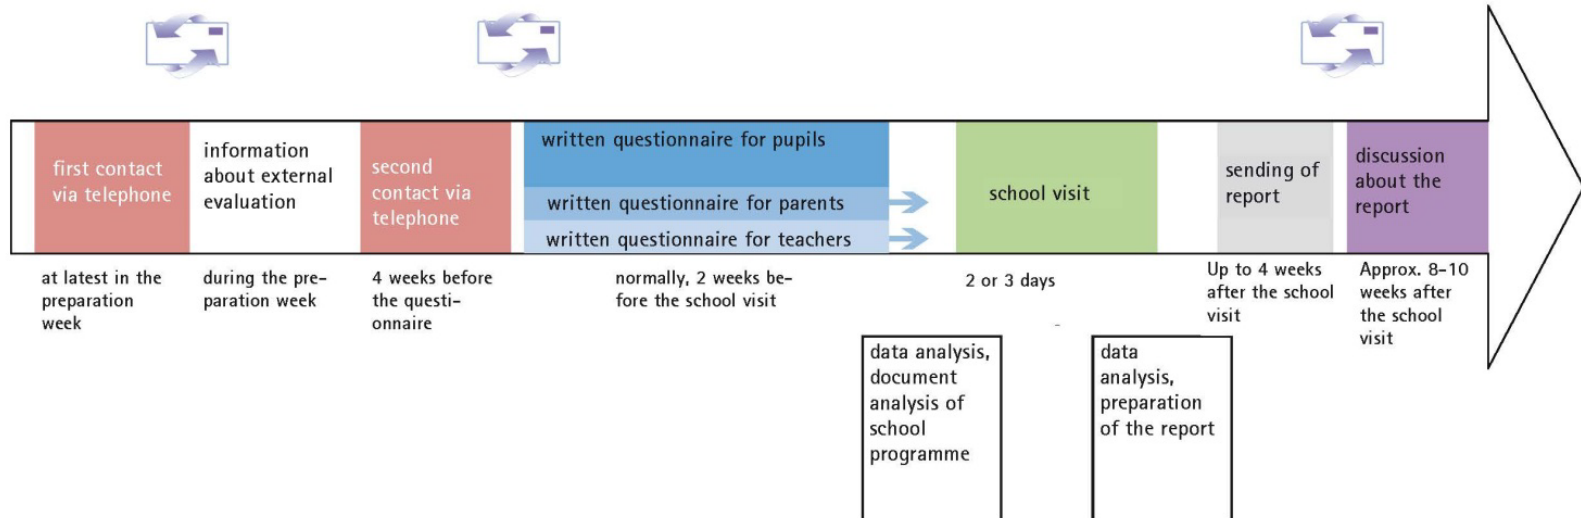 first contact
via telephone
information
about external
evaluation
second
contact via
telephone
written questionnaire for pupils
written questionnaire for parents
written questionnaire for teachers
school visit
sending of
report
discussion
about the
report
at latest in the
preparation
week
during the pre-
paration week
4 weeks before
the questi-
onnaire
normally, 2 weeks be-
fore the school visit
2 or 3 days
Up to 4 weeks
after the school
visit
Approx. 8-10
weeks after
the school
visit
data analysis,
document
analysis of
school
programme
data
analysis,
preparation
of the report